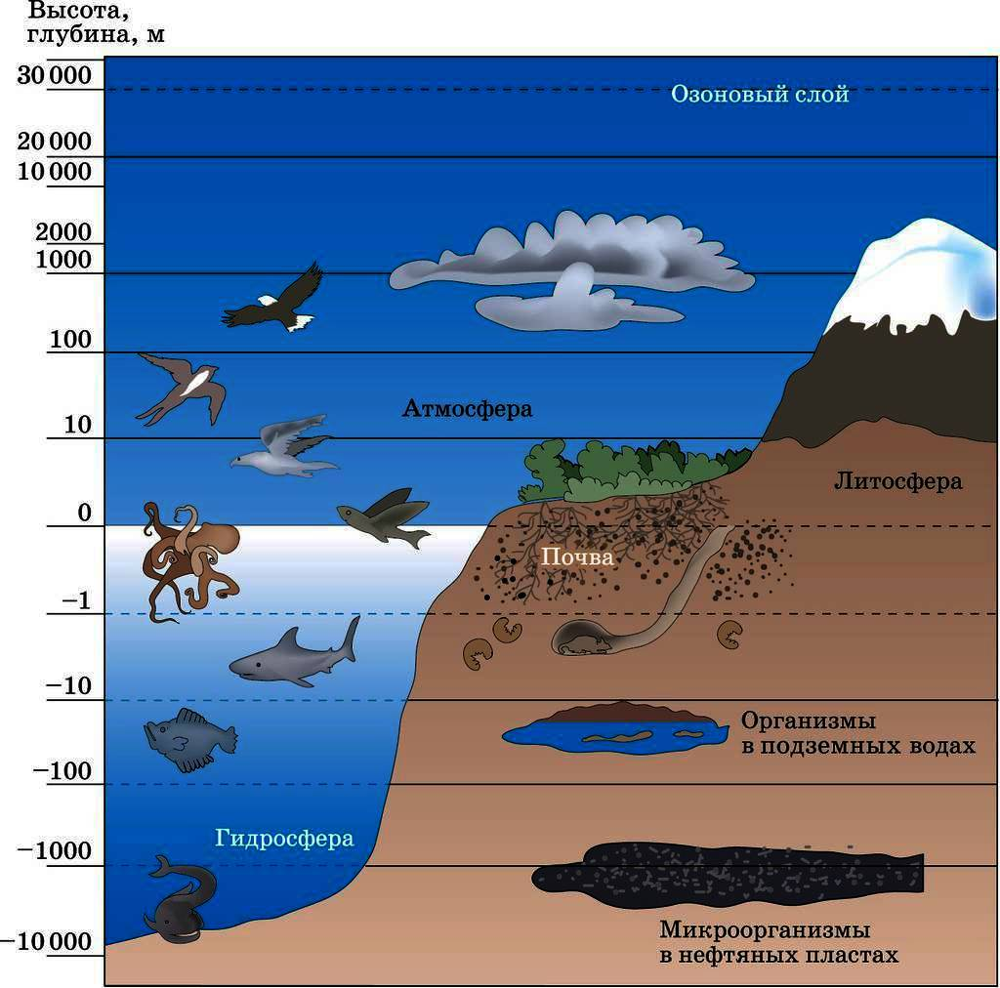 Высота,
глубина, м
30 000
Озоновый слой
20 000
10 000
2000
1000
100
Атмосфера
10
Литосфера
0
Почва
−1
−10
Организмы
в подземных водах
−100
Гидросфера
−1000
Микроорганизмы
в нефтяных пластах
−10 000